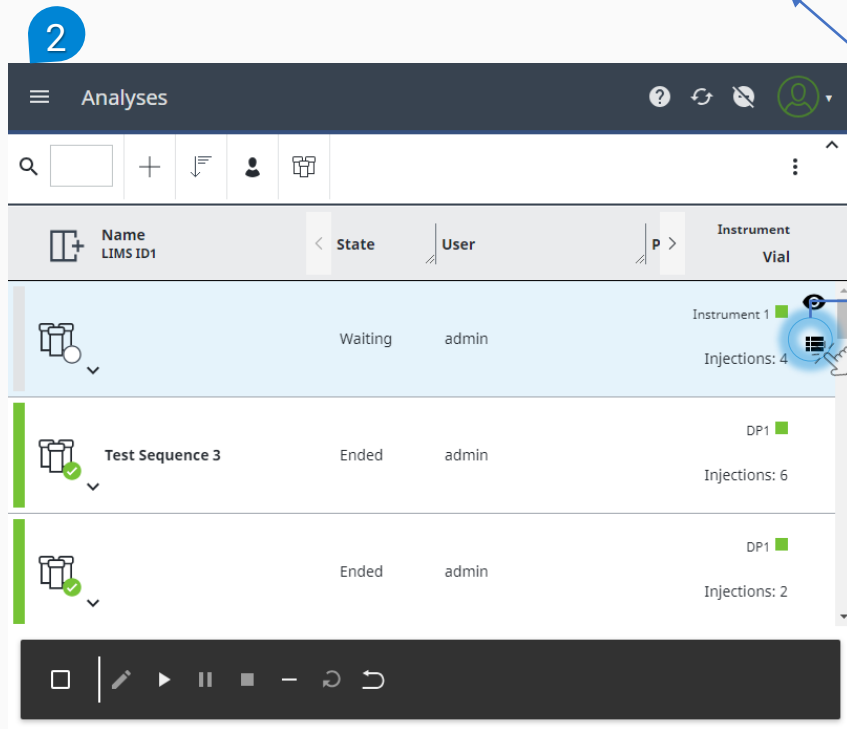 2
Analyses
Name
LIMS ID1
State
User
P
Instrument
Vial
Waiting
admin
Instrument 1
Injections: 4
Test Sequence 3
Ended
admin
DP1
Injections: 6
Ended
admin
DP1
Injections: 2